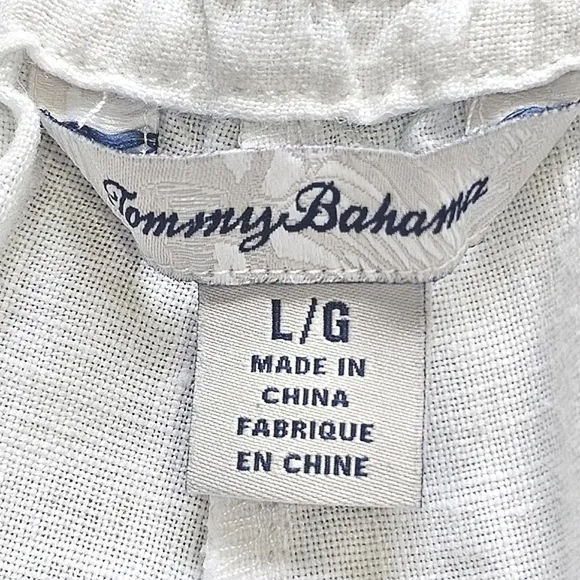 Tommy Bahama
L/G
MADE IN
CHINA
FABRIQUE
EN CHINE